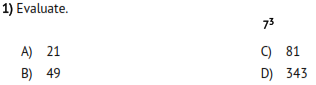 1) Evaluate.
7³
A) 21 C) 81
B) 49 D) 343